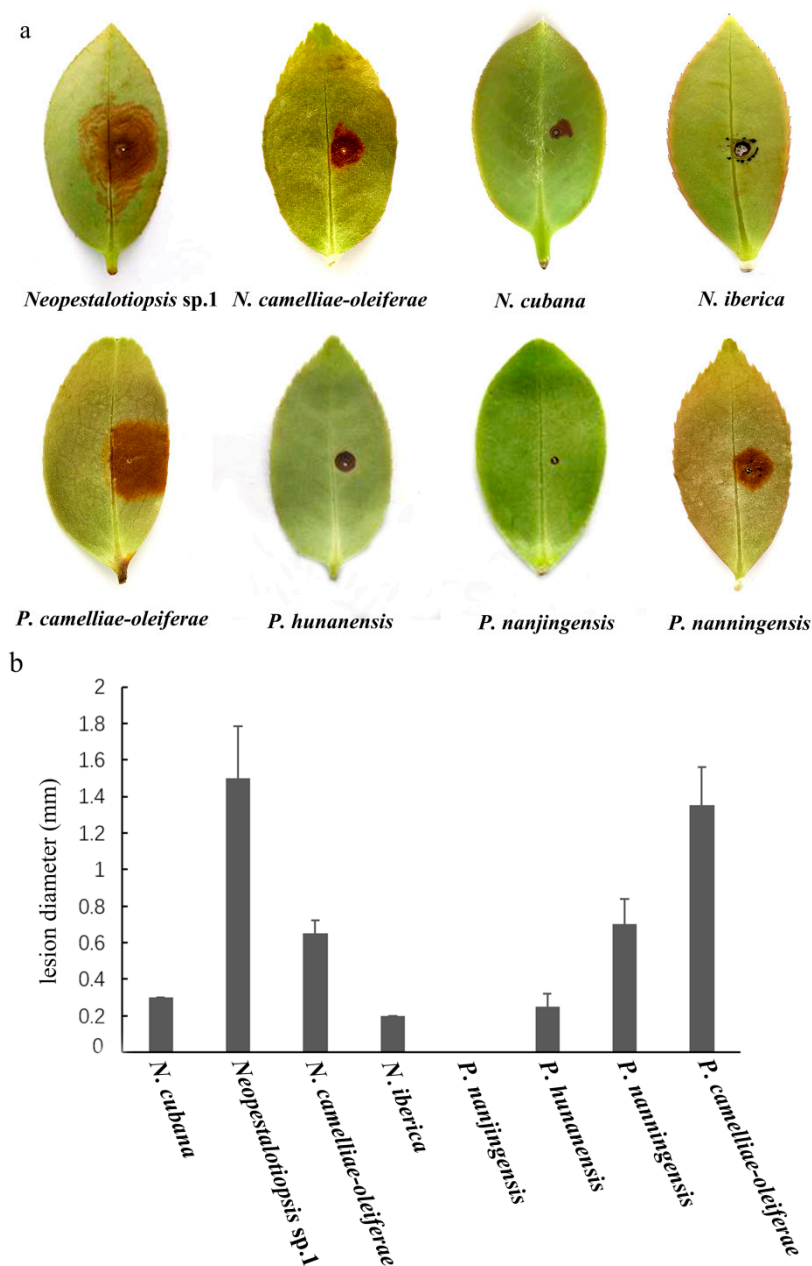 a
Neopestalotiopsis sp.1 N. camelliae-oleiferae N. cubana N. iberica
P. camelliae-oleiferae P. hunanensis P. nanjingensis P. nanningensis
b
2
1.8
1.6
1.4
1.2
1
0.8
0.6
0.4
0.2
0
lesion diameter (mm)
N. cubana
Neopestalotiopsis sp.1
N. camelliae-oleiferae
N. iberica
P. nanjingensis
P. hunanensis
P. nanningensis
P. camelliae-oleiferae